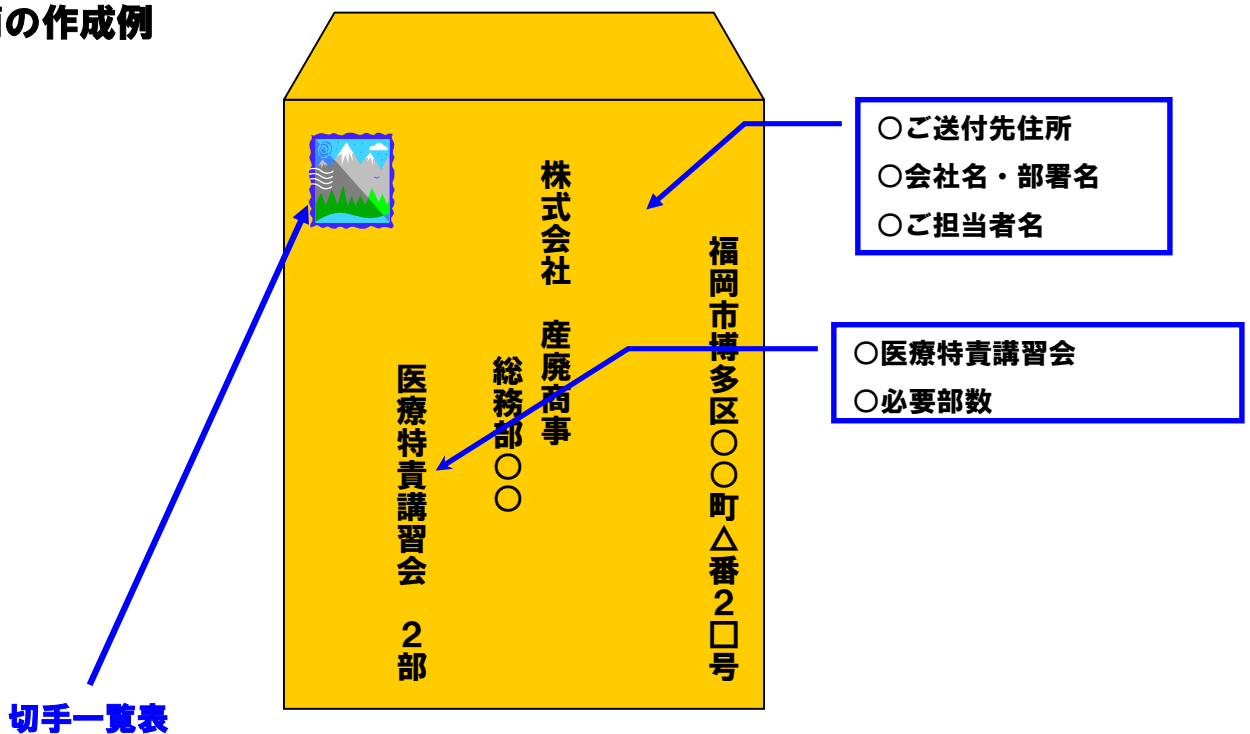 の作成例
福岡市博多区○○町△番２□号
株式会社　産廃商事
総務部○○
医療特責講習会　２部
○ご送付先住所
○会社名・部署名
○ご担当者名
○医療特責講習会
○必要部数
切手一覧表